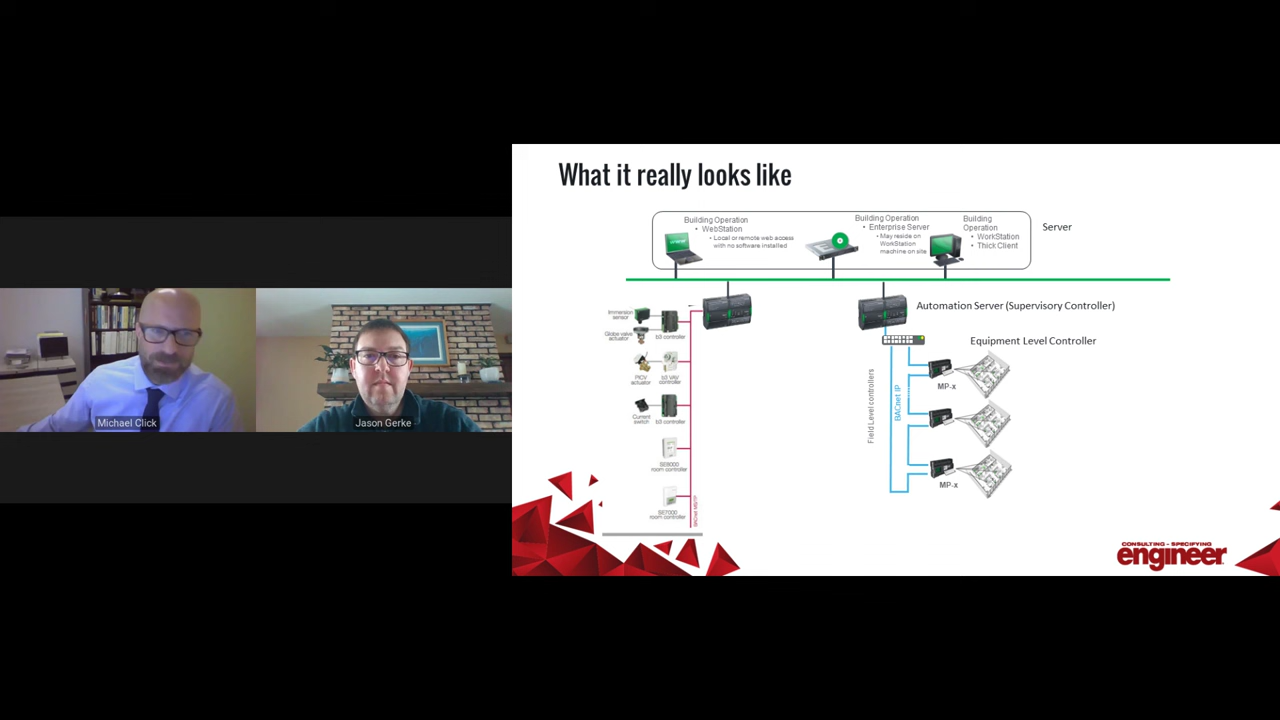 What it really looks like
Building Operation
• WebStation
• Local or remote web access
with no software installed
Building Operation
• Enterprise Server
• May reside on
WorkStation
machine on site
Building
Operation
• WorkStation
• Thick Client
Server
Immersion
sensor
Globe valve
actuator
b3 controller
Automation Server (Supervisory Controller)
Equipment Level Controller
PICV
actuator
b3 VAV
controller
Current
switch
b3 controller
SE8000
room controller
SE7000
room controller
BACnet MS/TP
Field Level controllers
BACnet IP
MP-x
MP-x
Michael Click
Jason Gerke
CONSULTING - SPECIFYING
engineer